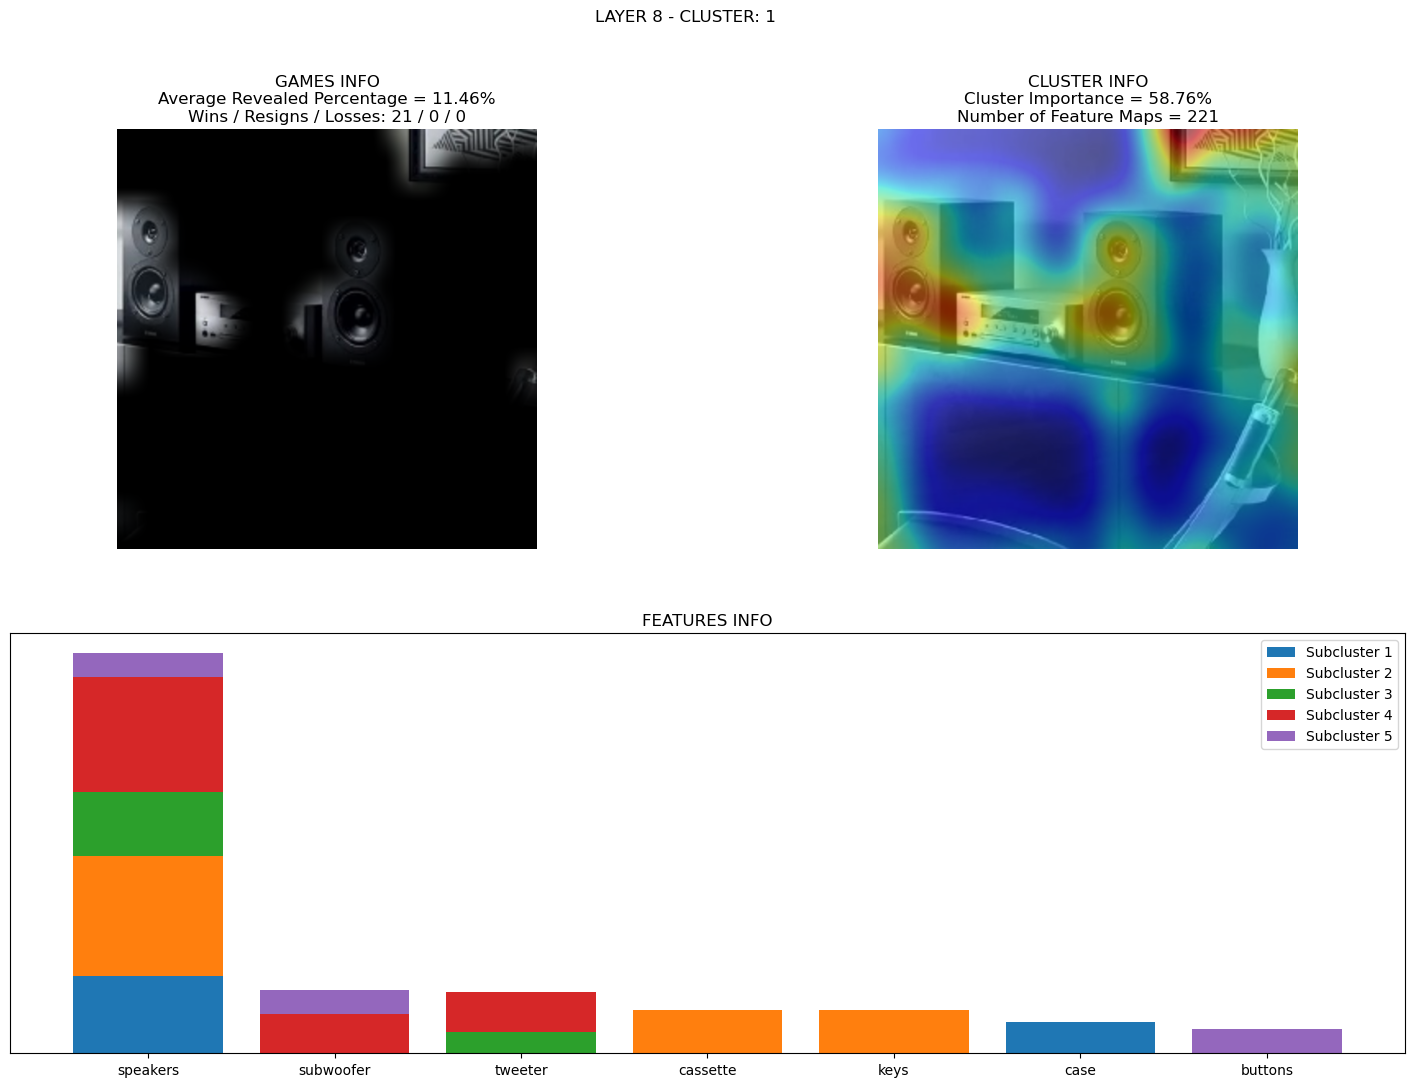 LAYER 8 - CLUSTER: 1
GAMES INFO
Average Revealed Percentage = 11.46%
Wins / Resigns / Losses: 21 / 0 / 0
CLUSTER INFO
Cluster Importance = 58.76%
Number of Feature Maps = 221
FEATURES INFO
Subcluster 1
Subcluster 2
Subcluster 3
Subcluster 4
Subcluster 5
speakers subwoofer tweeter cassette keys case buttons